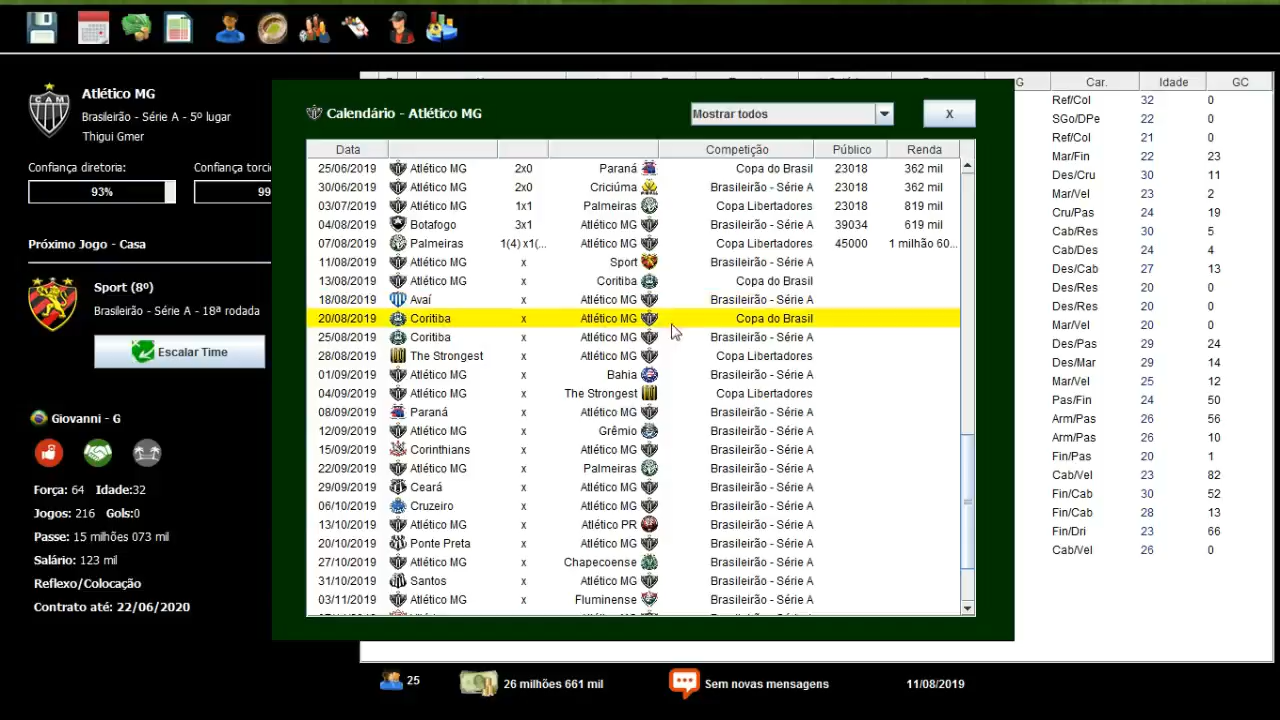 Atlético MG
Brasileirão - Série A - 5º lugar
Thigui Gmer
Confiança diretoria:
Confiança torci
93%
99
Próximo Jogo - Casa
Sport (8º)
Brasileirão - Série A - 18ª rodada
Escalar Time
Giovanni - G
Força: 64 Idade:32
Jogos: 216 Gols:0
Passe: 15 milhões 073 mil
Salário: 123 mil
Reflexo/Colocação
Contrato até: 22/06/2020
Calendário - Atlético MG
Mostrar todos
X
Data Competição Público Renda
25/06/2019 Atlético MG 2x0 Paraná Copa do Brasil 23018 362 mil
30/06/2019 Atlético MG 2x0 Criciúma Brasileirão - Série A 23018 362 mil
03/07/2019 Atlético MG 1x1 Palmeiras Copa Libertadores 23018 819 mil
04/08/2019 Botafogo 3x1 Atlético MG Brasileirão - Série A 39034 619 mil
07/08/2019 Palmeiras 1(4) x1(... Atlético MG Copa Libertadores 45000 1 milhão 60...
11/08/2019 Atlético MG x Sport Brasileirão - Série A
13/08/2019 Atlético MG x Coritiba Copa do Brasil
18/08/2019 Avaí x Atlético MG Brasileirão - Série A
20/08/2019 Coritiba x Atlético MG Copa do Brasil
25/08/2019 Coritiba x Atlético MG Brasileirão - Série A
28/08/2019 The Strongest x Atlético MG Copa Libertadores
01/09/2019 Atlético MG x Bahia Brasileirão - Série A
04/09/2019 Atlético MG x The Strongest Copa Libertadores
08/09/2019 Paraná x Atlético MG Brasileirão - Série A
12/09/2019 Atlético MG x Grêmio Brasileirão - Série A
15/09/2019 Corinthians x Atlético MG Brasileirão - Série A
22/09/2019 Atlético MG x Palmeiras Brasileirão - Série A
29/09/2019 Ceará x Atlético MG Brasileirão - Série A
06/10/2019 Cruzeiro x Atlético MG Brasileirão - Série A
13/10/2019 Atlético MG x Atlético PR Brasileirão - Série A
20/10/2019 Ponte Preta x Atlético MG Brasileirão - Série A
27/10/2019 Atlético MG x Chapecoense Brasileirão - Série A
31/10/2019 Santos x Atlético MG Brasileirão - Série A
03/11/2019 Atlético MG x Fluminense Brasileirão - Série A
G Car. Idade GC
Ref/Col 32 0
SGo/DPe 22 0
Ref/Col 21 0
Mar/Fin 22 23
Des/Cru 30 11
Mar/Vel 23 2
Cru/Pas 24 19
Cab/Res 30 5
Cab/Des 24 4
Des/Cab 27 13
Des/Res 20 0
Des/Res 20 0
Mar/Vel 20 0
Des/Pas 29 24
Des/Mar 29 14
Mar/Vel 25 12
Pas/Fin 24 50
Arm/Pas 26 56
Arm/Pas 26 10
Fin/Pas 20 1
Cab/Vel 23 82
Fin/Cab 30 52
Fin/Cab 28 13
Fin/Dri 23 66
Cab/Vel 26 0
25
26 milhões 661 mil
Sem novas mensagens
11/08/2019